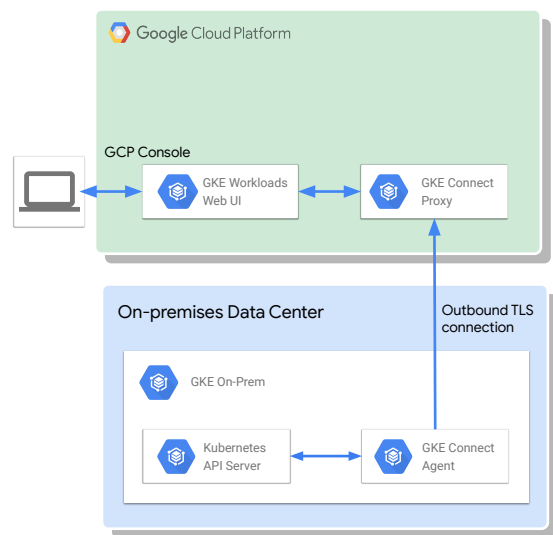 Google Cloud Platform
GCP Console
GKE Workloads
Web UI
GKE Connect
Proxy
On-premises Data Center
Outbound TLS
connection
GKE On-Prem
Kubernetes
API Server
GKE Connect
Agent